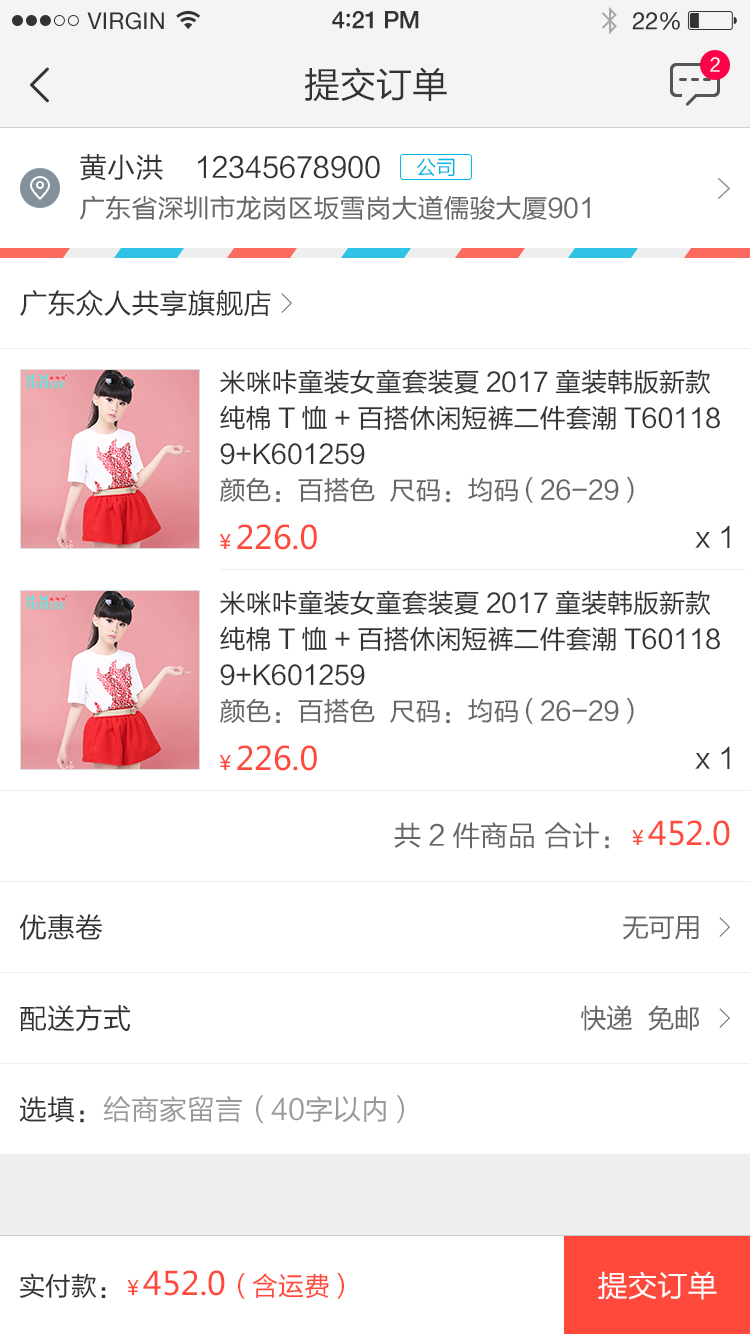 VIRGIN
4:21 PM
22%
提交订单
2
黄小洪 12345678900 公司
广东省深圳市龙岗区坂雪岗大道儒骏大厦901
广东众人共享旗舰店
米咪咔童装女童套装夏 2017 童装韩版新款
纯棉 T 恤 + 百搭休闲短裤二件套潮 T60118
9+K601259
颜色：百搭色 尺码：均码(26-29)
¥226.0
x 1
米咪咔童装女童套装夏 2017 童装韩版新款
纯棉 T 恤 + 百搭休闲短裤二件套潮 T60118
9+K601259
颜色：百搭色 尺码：均码(26-29)
¥226.0
x 1
共 2 件商品 合计：¥452.0
优惠卷
无可用
配送方式
快递 免邮
选填：给商家留言(40字以内)
实付款：¥452.0(含运费)
提交订单